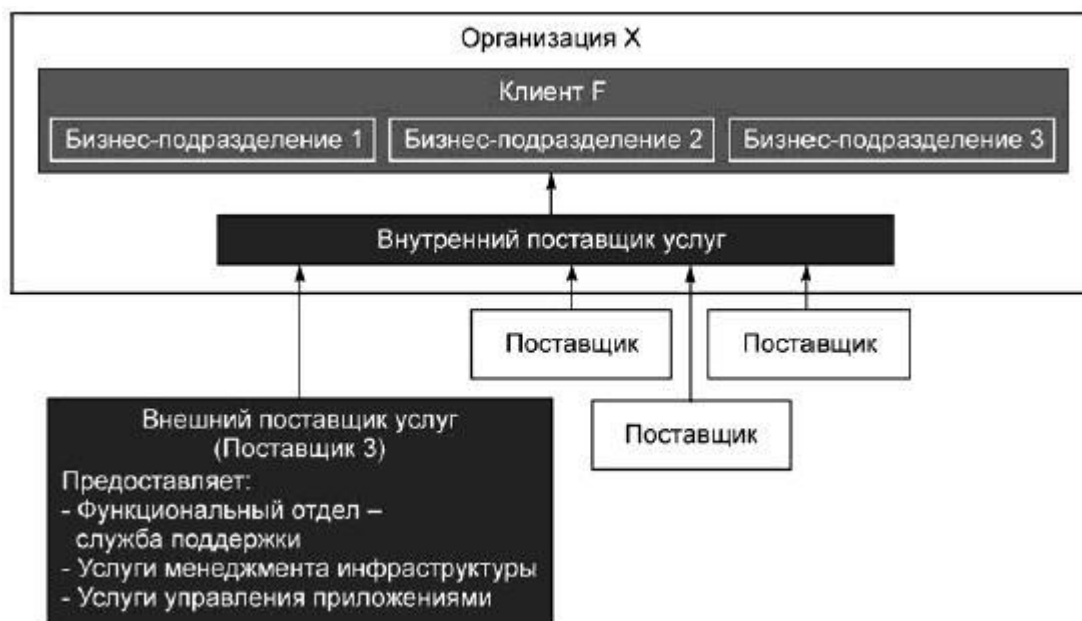 Организация X
Клиент F
Бизнес-подразделение 1
Бизнес-подразделение 2
Бизнес-подразделение 3
Внутренний поставщик услуг
Поставщик
Поставщик
Поставщик
Внешний поставщик услуг
(Поставщик 3)
Предоставляет:
- Функциональный отдел –
служба поддержки
- Услуги менеджмента инфраструктуры
- Услуги управления приложениями